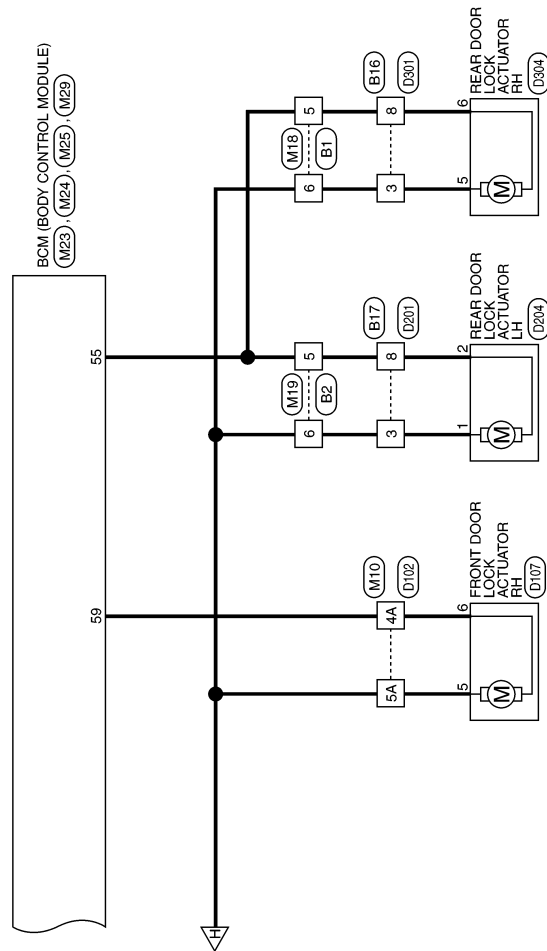 BCM (BODY CONTROL MODULE)
M23 , M24 , M25 , M29
59
55
H
M19
6
5
B2
M18
6
5
B1
M10
5A
4A
D102
B17
3
8
D201
B16
3
8
D301
5
6
M
FRONT DOOR
LOCK
ACTUATOR
RH
D107
1
2
M
REAR DOOR
LOCK
ACTUATOR
LH
D204
5
6
M
REAR DOOR
LOCK
ACTUATOR
RH
D304